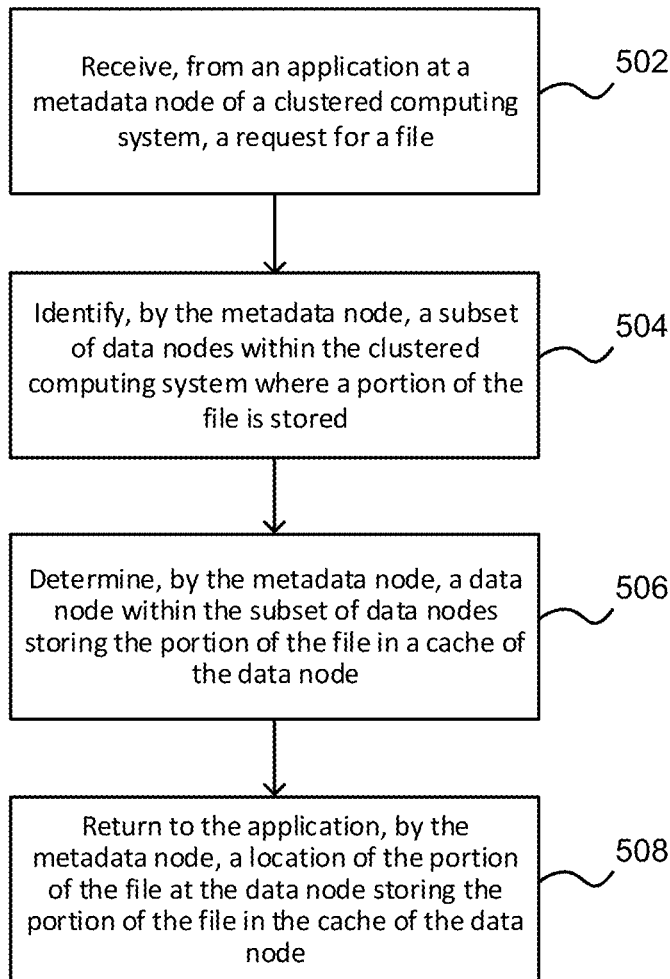 Receive, from an application at a
metadata node of a clustered computing
system, a request for a file
502
Identify, by the metadata node, a subset
of data nodes within the clustered
computing system where a portion of the
file is stored
504
Determine, by the metadata node, a data
node within the subset of data nodes
storing the portion of the file in a cache of
the data node
506
Return to the application, by the
metadata node, a location of the portion
of the file at the data node storing the
portion of the file in the cache of the data
node
508